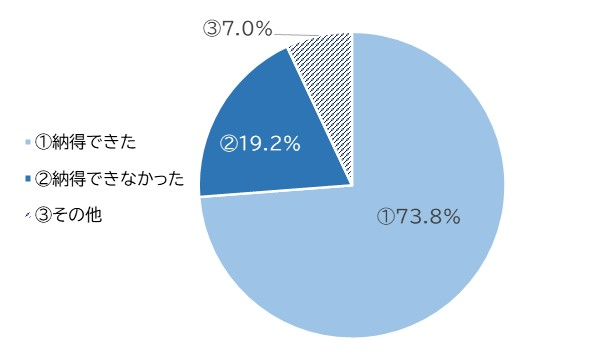 ③7.0%
①納得できた
②納得できなかった
③その他
②19.2%
①73.8%